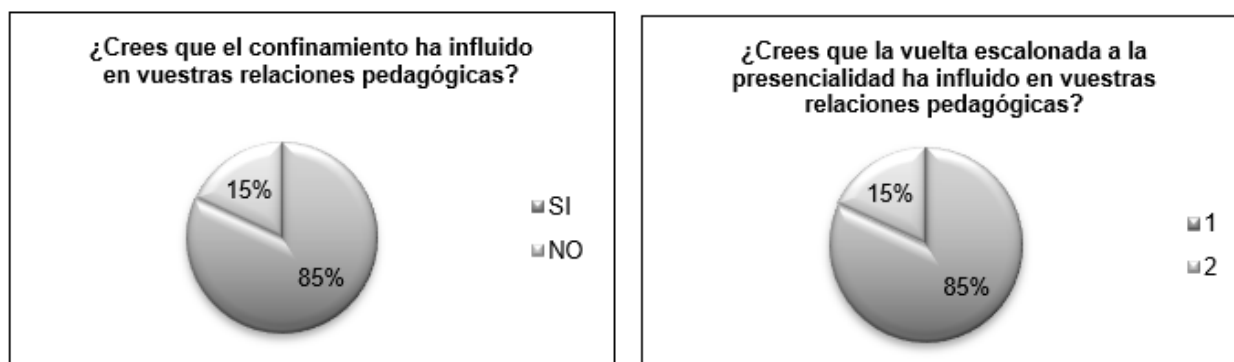 ¿Crees que el confinamiento ha influido
en vuestras relaciones pedagógicas?
15%
85%
SI
NO
¿Crees que la vuelta escalonada a la
presencialidad ha influido en vuestras
relaciones pedagógicas?
15%
85%
1
2